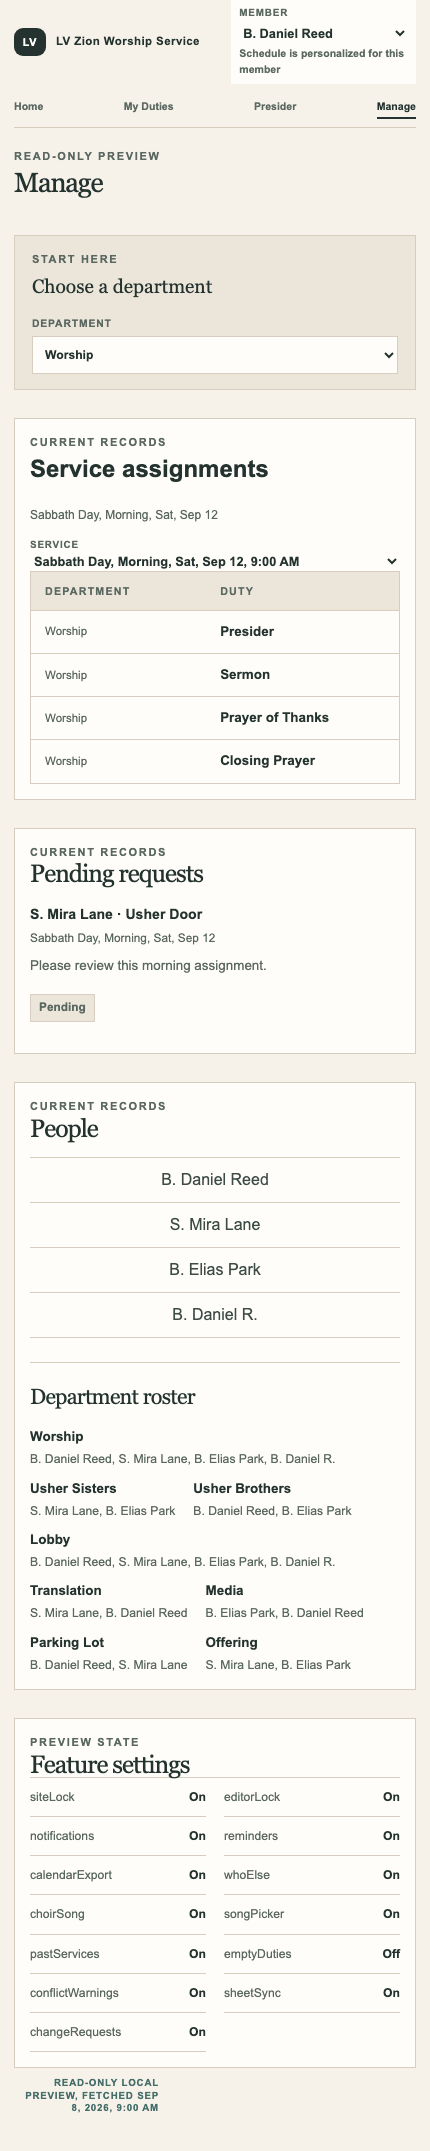 MEMBER
LV
LV Zion Worship Service
B. Daniel Reed
Schedule is personalized for this
member
Home
My Duties
Presider
Manage
READ-ONLY PREVIEW
Manage
START HERE
Choose a department
DEPARTMENT
Worship
CURRENT RECORDS
Service assignments
Sabbath Day, Morning, Sat, Sep 12
SERVICE
Sabbath Day, Morning, Sat, Sep 12, 9:00 AM
DEPARTMENT DUTY
Worship Presider
Worship Sermon
Worship Prayer of Thanks
Worship Closing Prayer
CURRENT RECORDS
Pending requests
S. Mira Lane · Usher Door
Sabbath Day, Morning, Sat, Sep 12
Please review this morning assignment.
Pending
CURRENT RECORDS
People
B. Daniel Reed
S. Mira Lane
B. Elias Park
B. Daniel R.
Department roster
Worship
B. Daniel Reed, S. Mira Lane, B. Elias Park, B. Daniel R.
Usher Sisters Usher Brothers
S. Mira Lane, B. Elias Park B. Daniel Reed, B. Elias Park
Lobby
B. Daniel Reed, S. Mira Lane, B. Elias Park, B. Daniel R.
Translation Media
S. Mira Lane, B. Daniel Reed B. Elias Park, B. Daniel Reed
Parking Lot Offering
B. Daniel Reed, S. Mira Lane S. Mira Lane, B. Elias Park
PREVIEW STATE
Feature settings
siteLock On editorLock On
notifications On reminders On
calendarExport On whoElse On
choirSong On songPicker On
pastServices On emptyDuties Off
conflictWarnings On sheetSync On
changeRequests On
READ-ONLY LOCAL
PREVIEW, FETCHED SEP
8, 2026, 9:00 AM